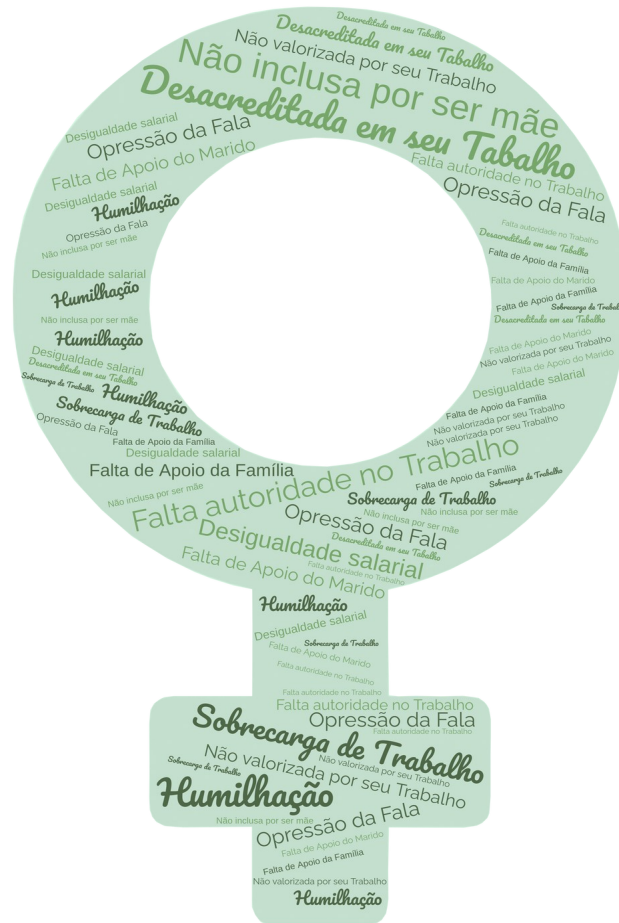 Desacreditada em seu Tabalho
Desacreditada em seu Tabalho
Não valorizada por seu Trabalho
Não inclusa por ser mãe
Desacreditada em seu Tabalho
Desigualdade salarial
Opressão da Fala
Falta de Apoio do Marido
Falta autoridade no Trabalho
Opressão da Fala
Desigualdade salarial
Humilhação
Opressão da Fala
Não inclusa por ser mãe
Falta autoridade no Trabalho
Desacreditada em seu Tabalho
Falta de Apoio da Família
Desigualdade salarial
Falta de Apoio do Marido
Humilhação
Falta de Apoio da Família
Sobrecarga de Trabalho
Não inclusa por ser mãe
Desacreditada em seu Tabalho
Humilhação
Falta de Apoio do Marido
Não valorizada por seu Trabalho
Desigualdade salarial
Desacreditada em seu Tabalho
Falta de Apoio do Marido
Sobrecarga de Trabalho
Humilhação
Desigualdade salarial
Sobrecarga de Trabalho
Falta de Apoio da Família
Opressão da Fala
Não valorizada por seu Trabalho
Falta de Apoio da Família
Não valorizada por seu Trabalho
Desigualdade salarial
Falta de Apoio da Família
Falta autoridade no Trabalho
Falta de Apoio da Família
Sobrecarga de Trabalho
Não inclusa por ser mãe
Sobrecarga de Trabalho
Opressão da Fala
Não inclusa por ser mãe
Não inclusa por ser mãe
Desigualdade salarial
Desacreditada em seu Tabalho
Falta de Apoio do Marido
Falta autoridade no Trabalho
Humilhação
Desigualdade salarial
Sobrecarga de Trabalho
Falta de Apoio do Marido
Falta autoridade no Trabalho
Falta autoridade no Trabalho
Falta autoridade no Trabalho
Sobrecarga de Trabalho
Opressão da Fala
Falta autoridade no Trabalho
Não valorizada por seu Trabalho
Não valorizada por seu Trabalho
Sobrecarga de Trabalho
Humilhação
Não inclusa por ser mãe
Opressão da Fala
Falta de Apoio do Marido
Falta de Apoio da Família
Não valorizada por seu Trabalho
Humilhação